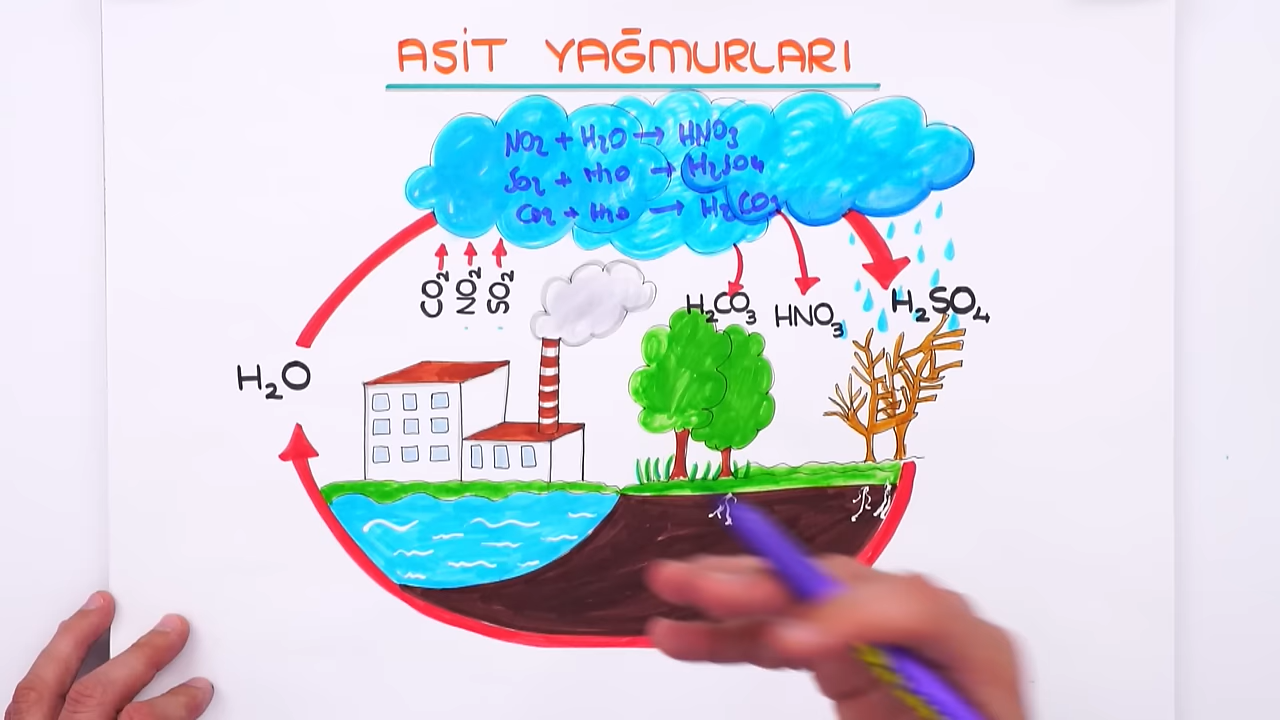 ASİT YAĞMURLARI
NO2 + H2O → HNO3
SO2 + H2O → H2SO4
CO2 + H2O → H2CO3
CO2
NO2
SO2
H2CO3
HNO3
H2SO4
H2O